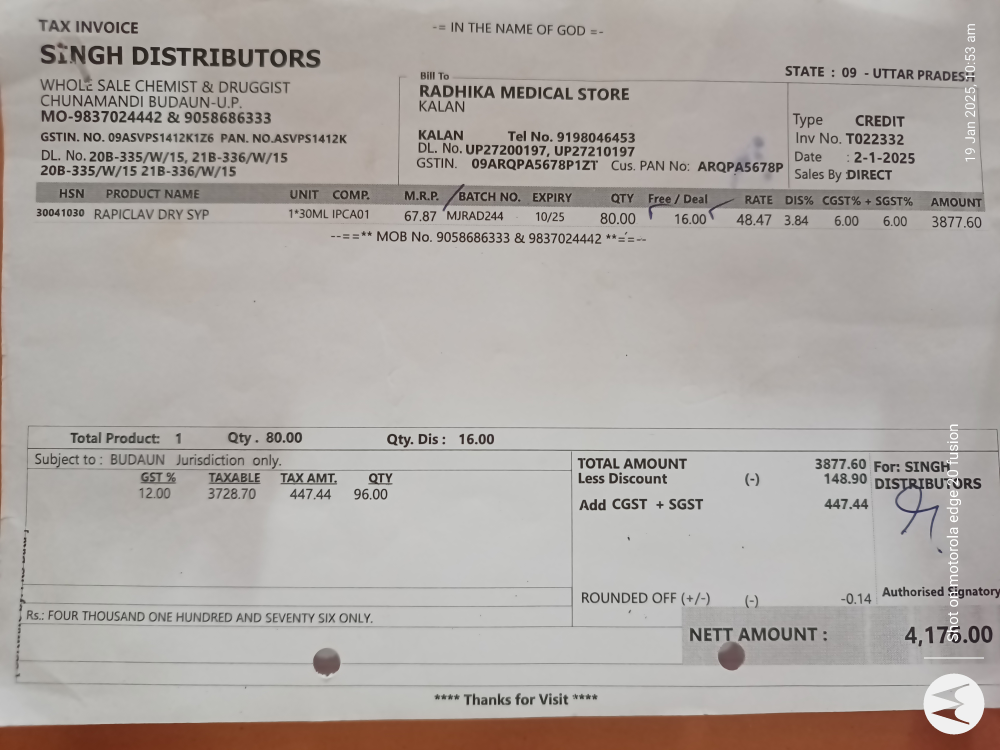 TAX INVOICE
-= IN THE NAME OF GOD =-
SINGH DISTRIBUTORS
WHOLE SALE CHEMIST & DRUGGIST
CHUNAMANDI BUDAUN-U.P.
MO-9837024442 & 9058686333
GSTIN. NO. 09ASVPS1412K1Z6 PAN. NO.ASVPS1412K
DL. No. 20B-335/W/15, 21B-336/W/15
20B-335/W/15 21B-336/W/15
Bill To
RADHIKA MEDICAL STORE
KALAN
KALAN Tel No. 9198046453
DL. No. UP27200197, UP27210197
GSTIN. 09ARQPA5678P1ZT Cus. PAN No: ARQPA5678P
STATE : 09 - UTTAR PRADESH
Type CREDIT
Inv No. T022332
Date : 2-1-2025
Sales By :DIRECT
HSN PRODUCT NAME UNIT COMP. M.R.P. BATCH NO. EXPIRY QTY Free / Deal RATE DIS% CGST% + SGST% AMOUNT
30041030 RAPICLAV DRY SYP 1*30ML IPCA01 67.87 MJRAD244 10/25 80.00 16.00 48.47 3.84 6.00 6.00 3877.60
--==** MOB No. 9058686333 & 9837024442 **==--
Total Product: 1 Qty . 80.00 Qty. Dis : 16.00
Subject to : BUDAUN Jurisdiction only.
GST % TAXABLE TAX AMT. QTY
12.00 3728.70 447.44 96.00
TOTAL AMOUNT 3877.60
Less Discount (-) 148.90
Add CGST + SGST 447.44
ROUNDED OFF (+/-) (-) -0.14
For: SINGH
DISTRIBUTORS
Authorised Signatory
Rs.: FOUR THOUSAND ONE HUNDRED AND SEVENTY SIX ONLY.
NETT AMOUNT : 4,176.00
**** Thanks for Visit ****
19 Jan 2025, 10:53 am
Shot on motorola edge 20 fusion